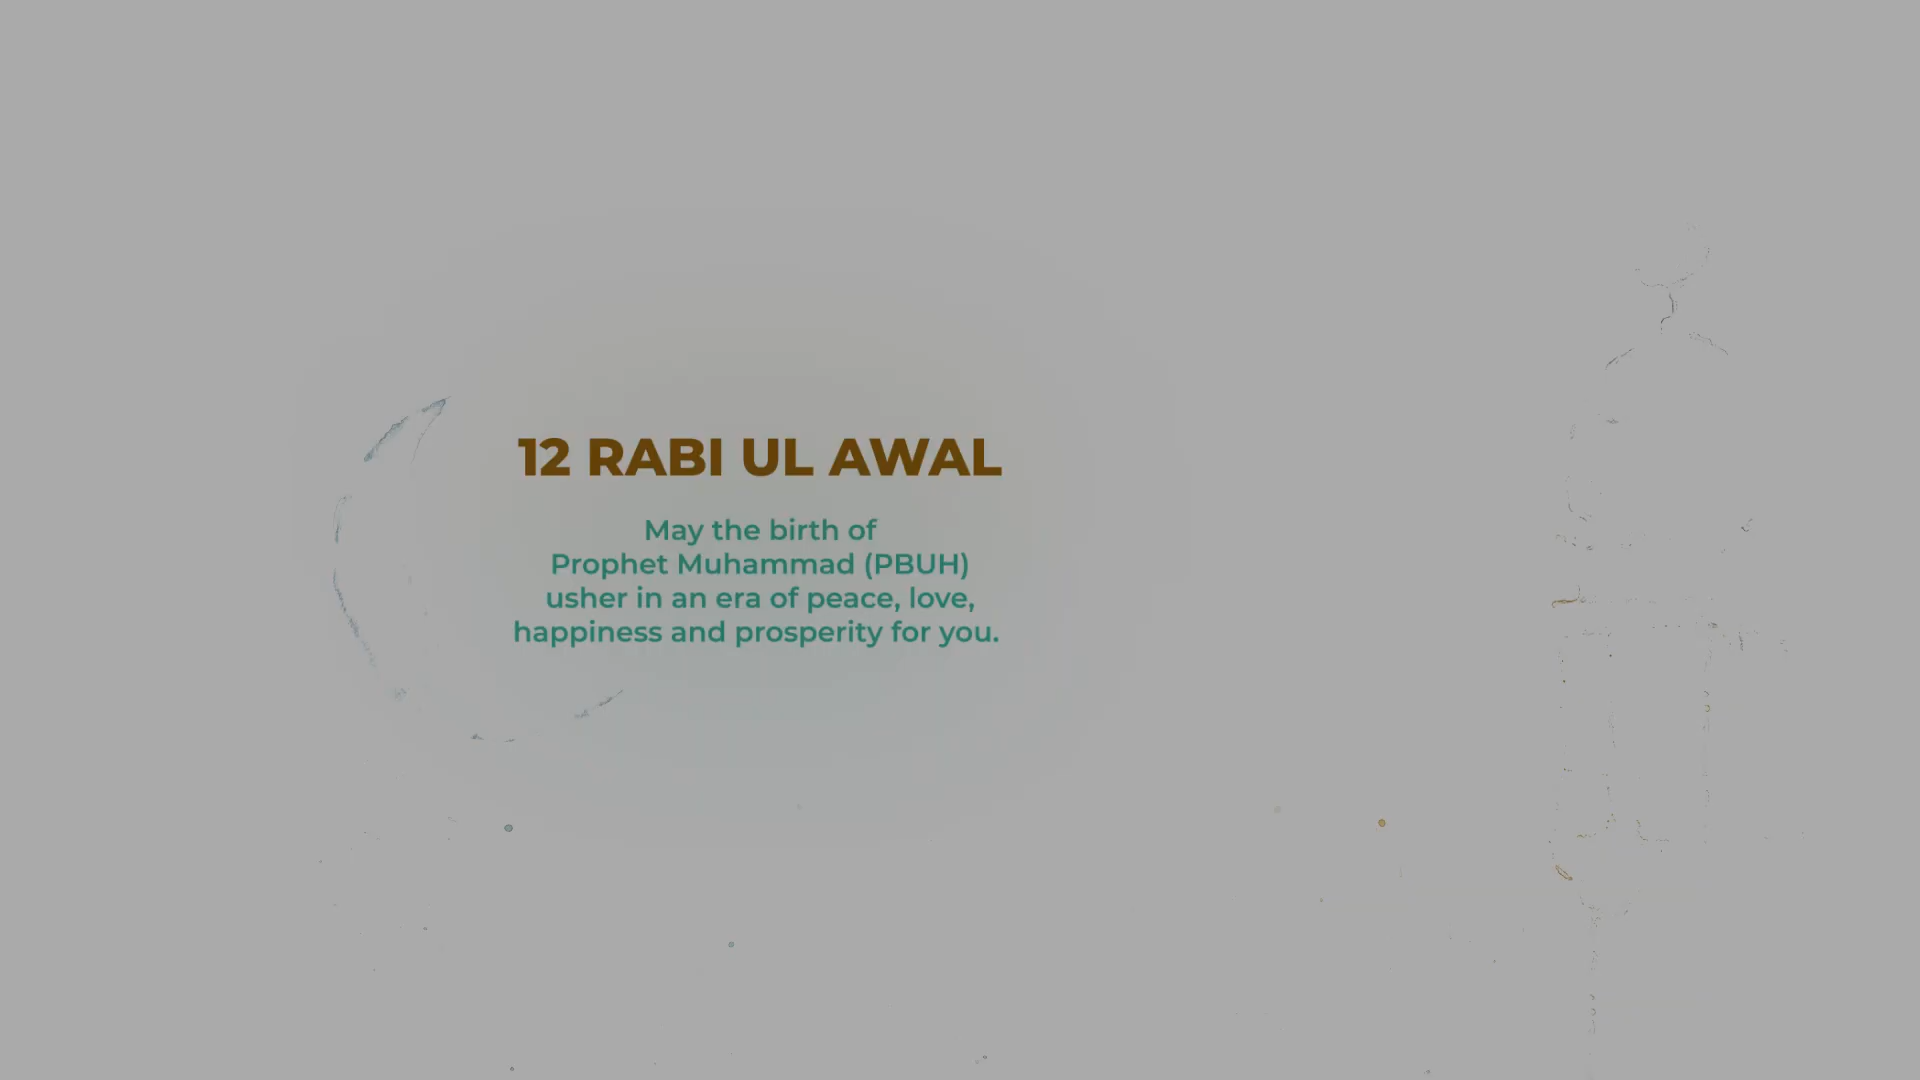 12 RABI UL AWAL
May the birth of
Prophet Muhammad (PBUH)
usher in an era of peace, love,
happiness and prosperity for you.